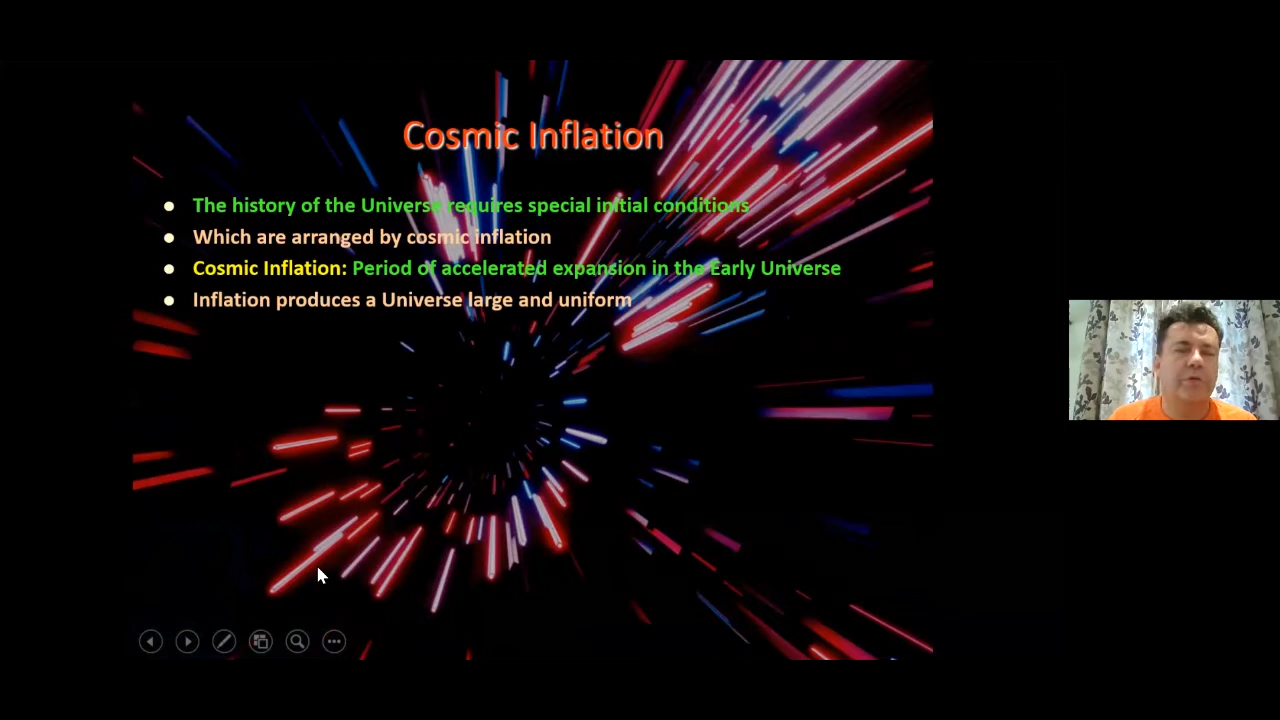 Cosmic Inflation
The history of the Universe requires special initial conditions
Which are arranged by cosmic inflation
Cosmic Inflation: Period of accelerated expansion in the Early Universe
Inflation produces a Universe large and uniform